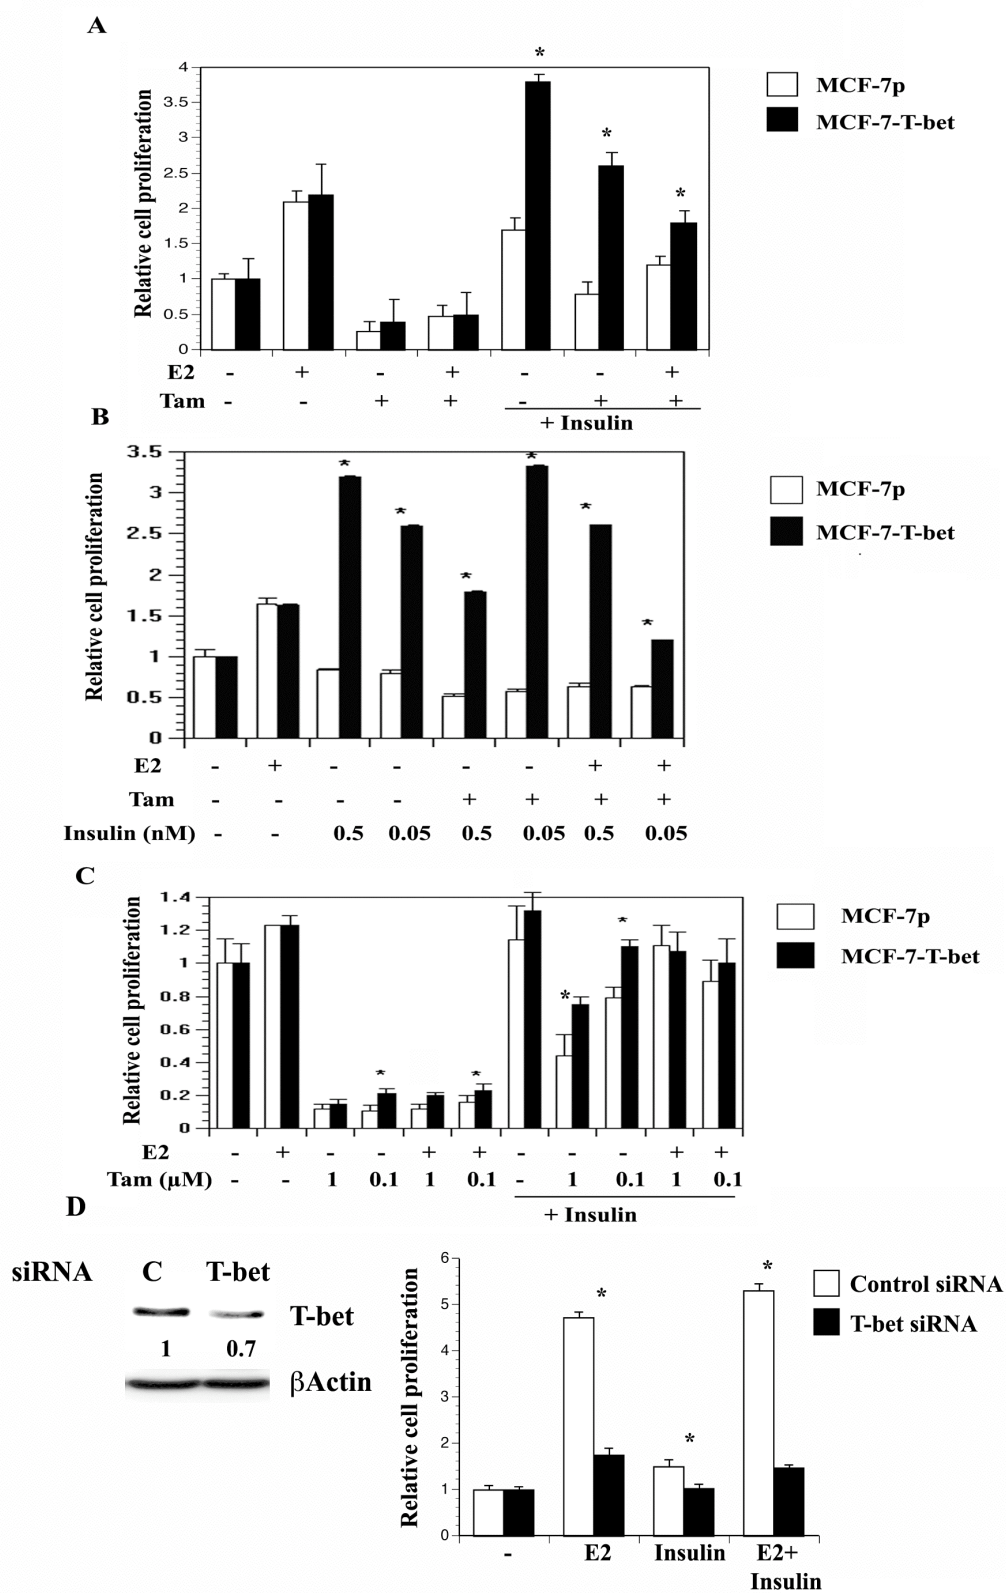 A
*
4
3.5
3
2.5
2
1.5
1
0.5
0
Relative cell proliferation
*
*
MCF-7p
MCF-7-T-bet
E2 - + - + - - +
Tam - - + + - + +
+ Insulin
B
3.5
3
2.5
2
1.5
1
0.5
0
Relative cell proliferation
* * * * * *
MCF-7p
MCF-7-T-bet
E2 - + - - - - + +
Tam - - - - + + + +
Insulin (nM) - - 0.5 0.05 0.5 0.05 0.5 0.05
C
1.4
1.2
1
0.8
0.6
0.4
0.2
0
Relative cell proliferation
* * * *
MCF-7p
MCF-7-T-bet
E2 - + - - + + - - - + +
Tam (µM) - - 1 0.1 1 0.1 - 1 0.1 1 0.1
+ Insulin
D
siRNA C T-bet
T-bet
1 0.7
βActin
6
5
4
3
2
1
0
Relative cell proliferation
* * *
Control siRNA
T-bet siRNA
- E2 Insulin E2+
Insulin